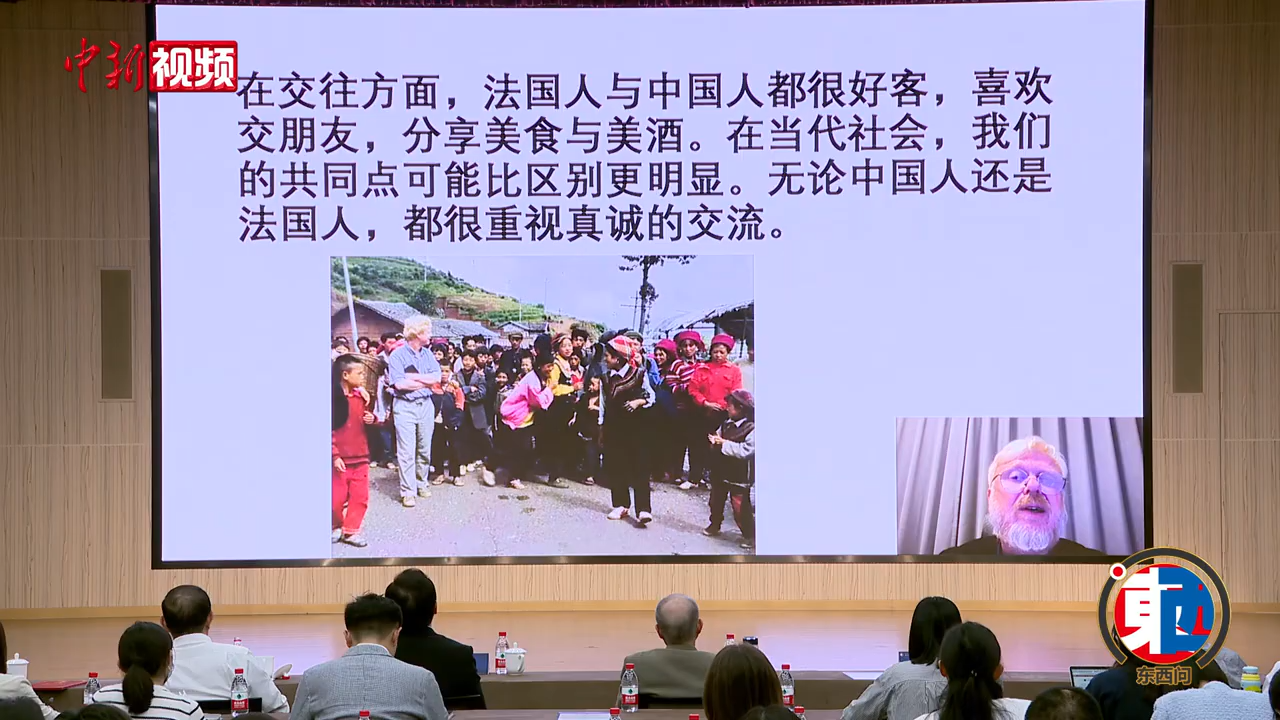 中新视频
在交往方面，法国人与中国人都很好客，喜欢
交朋友，分享美食与美酒。在当代社会，我们
的共同点可能比区别更明显。无论中国人还是
法国人，都很重视真诚的交流。
東
东西问